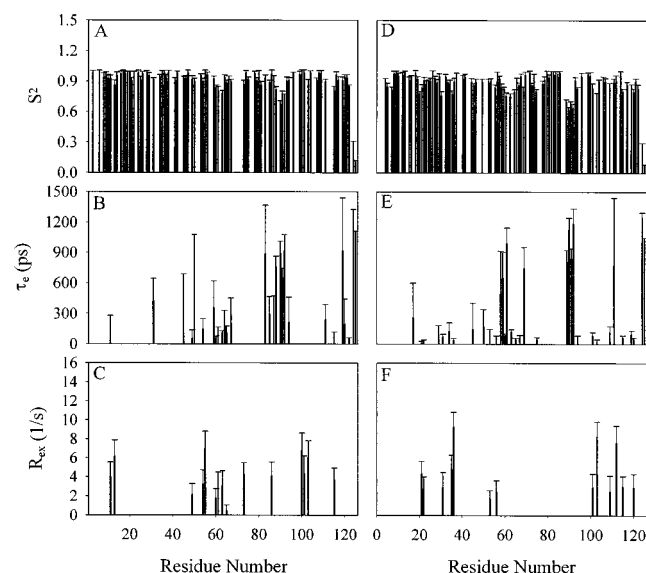 A
D
1.5
1.2
0.9
0.6
0.3
0.0
S²
B
E
1500
1200
900
600
300
0
τe (ps)
C
F
16
14
12
10
8
6
4
2
0
Rex (1/s)
20 40 60 80 100 120
0 20 40 60 80 100 120
Residue Number
Residue Number